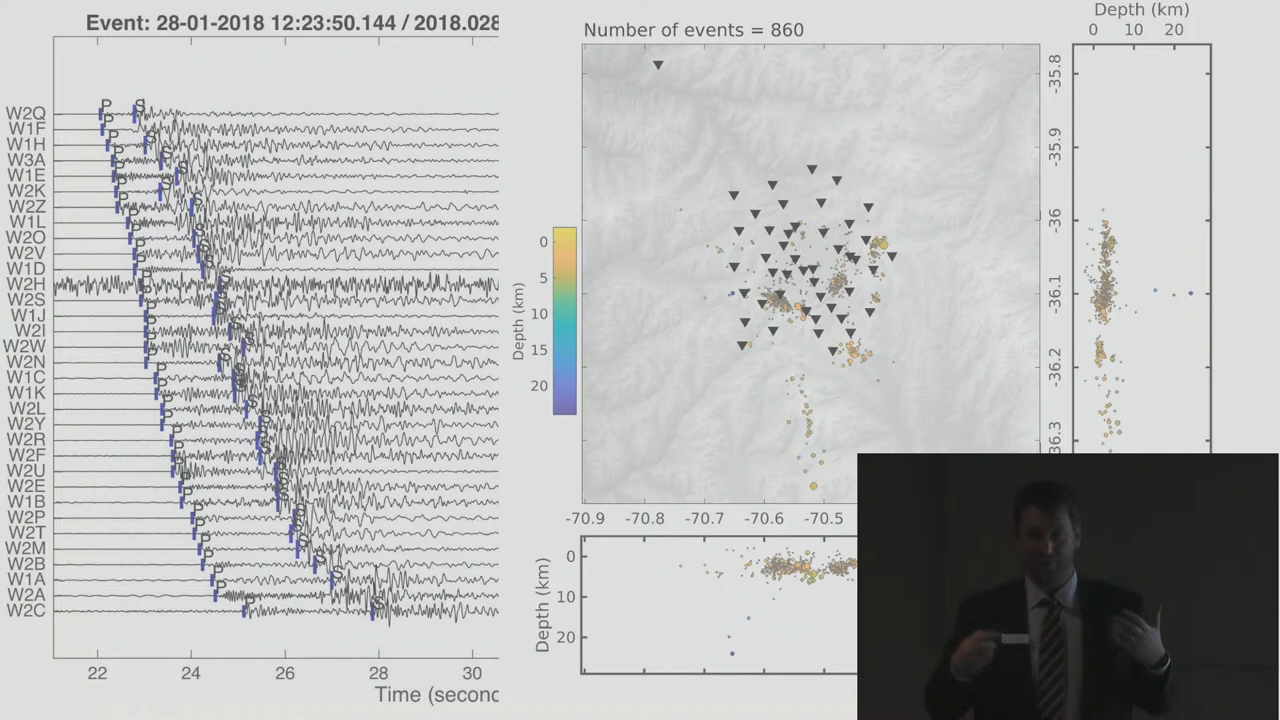 Event: 28-01-2018 12:23:50.144 / 2018.028
W2Q
W1F
W1H
W3A
W1E
W2K
W2Z
W1L
W2O
W2V
W1D
W2H
W2S
W1J
W2I
W2W
W2N
W1C
W1K
W2L
W2Y
W2R
W2F
W2U
W2E
W1B
W2P
W2T
W2M
W2B
W1A
W2A
W2C
P
S
22
24
26
28
30
Time (second
Number of events = 860
Depth (km)
0
5
10
15
20
-70.9
-70.8
-70.7
-70.6
-70.5
Depth (km)
0
10
20
Depth (km)
0 10 20
-35.8
-35.9
-36
-36.1
-36.2
36.3